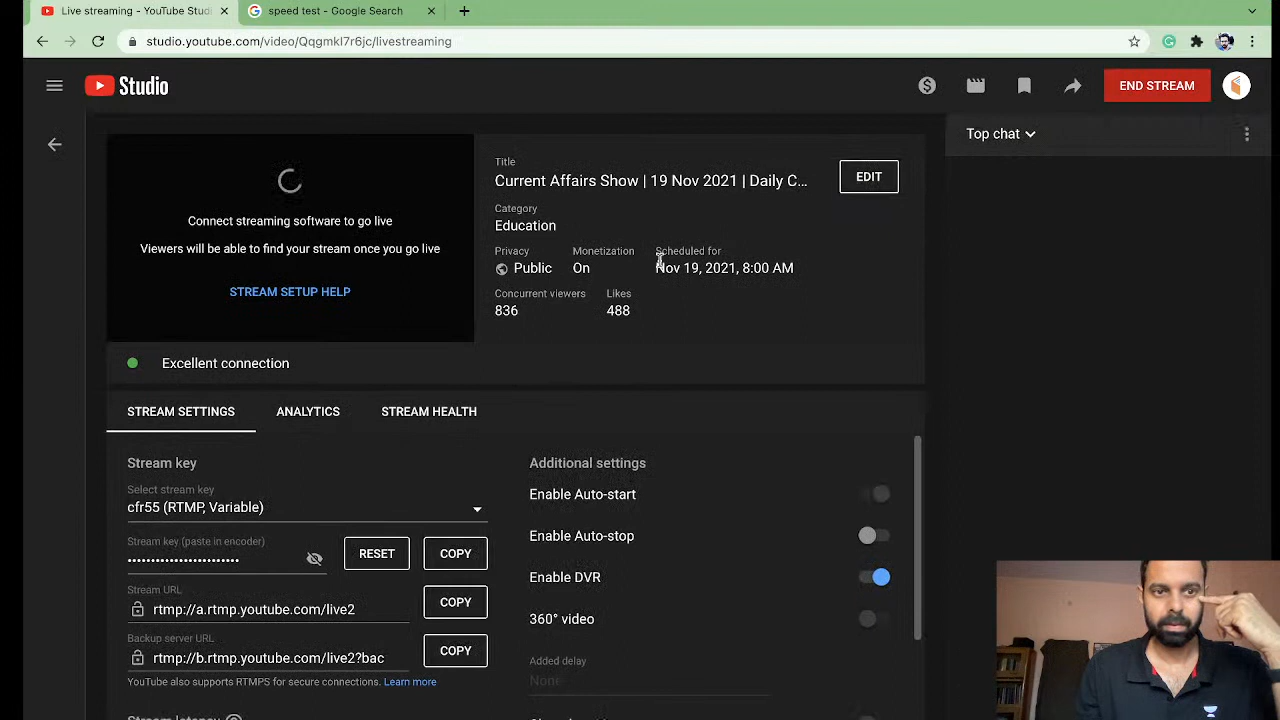 Live streaming - YouTube Studi
speed test - Google Search
studio.youtube.com/video/Qqgmkl7r6jc/livestreaming
Studio
END STREAM
Connect streaming software to go live
Viewers will be able to find your stream once you go live
STREAM SETUP HELP
Title
Current Affairs Show | 19 Nov 2021 | Daily C...
EDIT
Category
Education
Privacy Monetization Scheduled for
Public On Nov 19, 2021, 8:00 AM
Concurrent viewers Likes
836 488
Top chat
Excellent connection
STREAM SETTINGS ANALYTICS STREAM HEALTH
Stream key
Select stream key
cfr55 (RTMP, Variable)
Stream key (paste in encoder)
RESET COPY
Stream URL
rtmp://a.rtmp.youtube.com/live2
COPY
Backup server URL
rtmp://b.rtmp.youtube.com/live2?bac
COPY
YouTube also supports RTMPS for secure connections. Learn more
Stream latency
Additional settings
Enable Auto-start
Enable Auto-stop
Enable DVR
360° video
Added delay
None